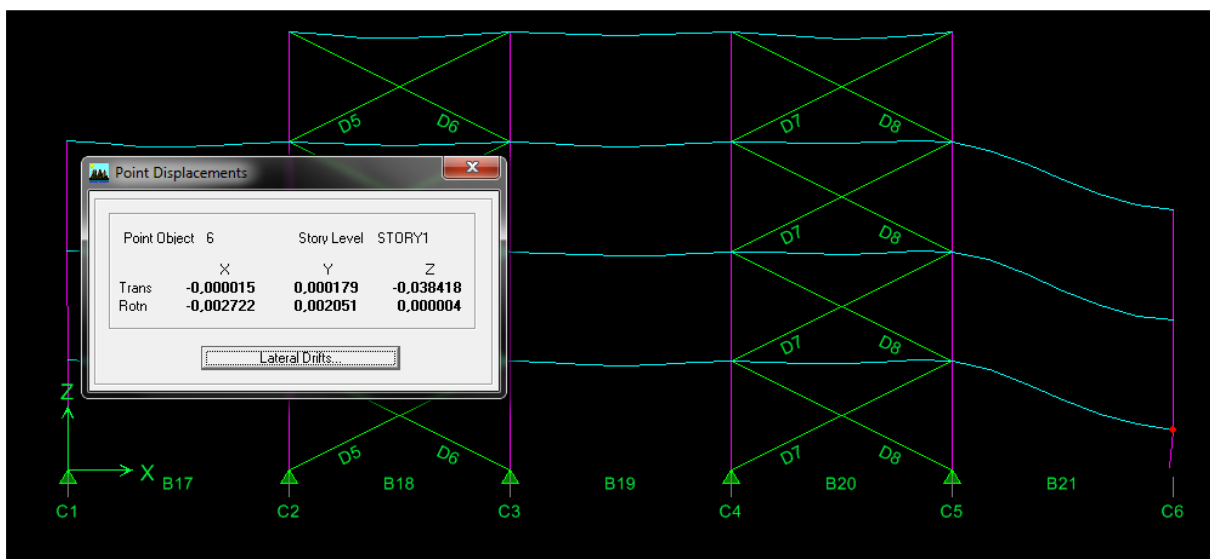 D5 D6 D7 D8
Point Displacements
X
Point Object 6 Story Level STORY1
X Y Z
Trans -0,000015 0,000179 -0,038418
Rotn -0,002722 0,002051 0,000004
Lateral Drifts...
D7 D8
D7 D8
Z
X
D5 D6 D7 D8
B17 B18 B19 B20 B21
C1 C2 C3 C4 C5 C6